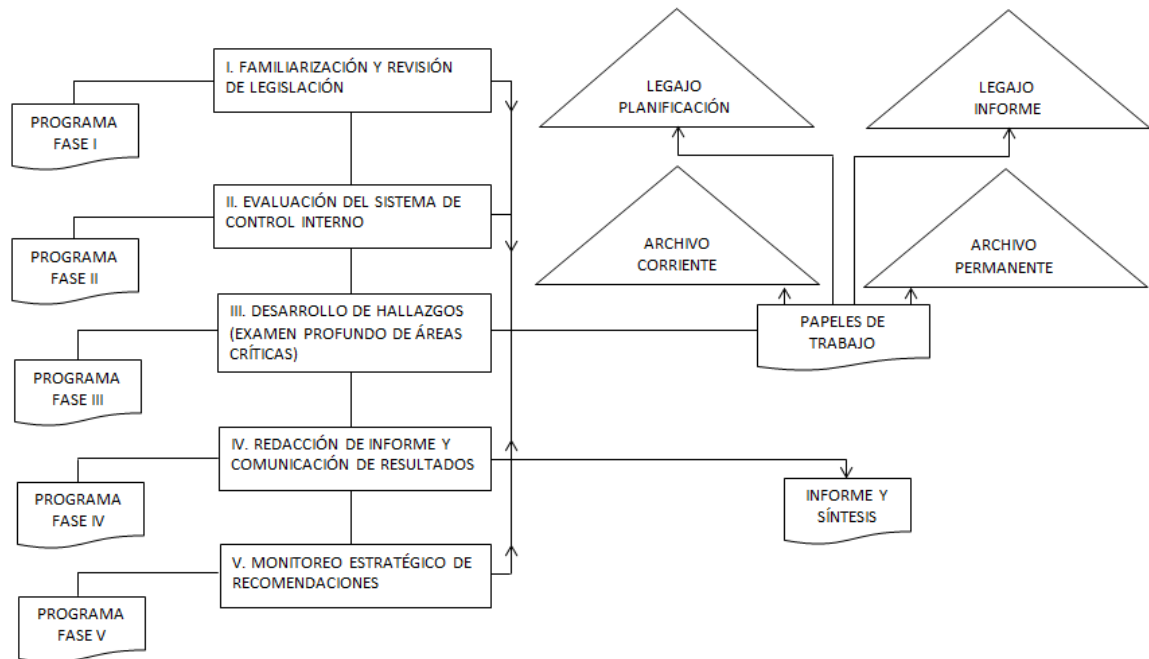 I. FAMILIARIZACIÓN Y REVISIÓN
DE LEGISLACIÓN
PROGRAMA
FASE I
II. EVALUACIÓN DEL SISTEMA DE
CONTROL INTERNO
PROGRAMA
FASE II
III. DESARROLLO DE HALLAZGOS
(EXAMEN PROFUNDO DE ÁREAS
CRÍTICAS)
PROGRAMA
FASE III
IV. REDACCIÓN DE INFORME Y
COMUNICACIÓN DE RESULTADOS
PROGRAMA
FASE IV
V. MONITOREO ESTRATÉGICO DE
RECOMENDACIONES
PROGRAMA
FASE V
LEGAJO
PLANIFICACIÓN
LEGAJO
INFORME
ARCHIVO
CORRIENTE
ARCHIVO
PERMANENTE
PAPELES DE
TRABAJO
INFORME Y
SÍNTESIS